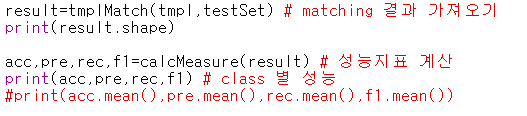 result=tmplMatch(tmpl,testSet) # matching 결과 가져오기
print(result.shape)
acc,pre,rec,f1=calcMeasure(result) # 성능지표 계산
print(acc,pre,rec,f1) # class 별 성능
#print(acc.mean(),pre.mean(),rec.mean(),f1.mean())